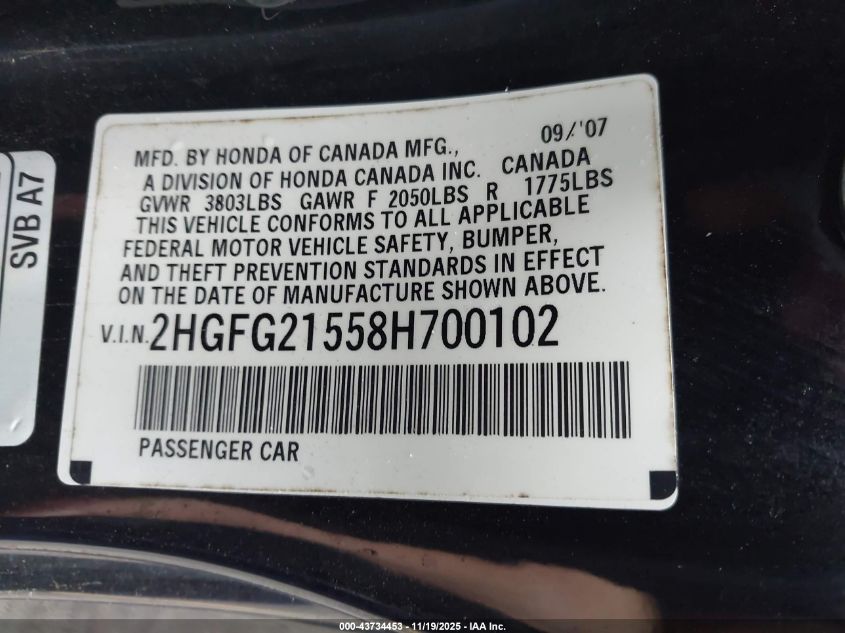 09/'07
MFD. BY HONDA OF CANADA MFG.,
A DIVISION OF HONDA CANADA INC. CANADA
GVWR 3803LBS GAWR F 2050LBS R 1775LBS
THIS VEHICLE CONFORMS TO ALL APPLICABLE
FEDERAL MOTOR VEHICLE SAFETY, BUMPER,
AND THEFT PREVENTION STANDARDS IN EFFECT
ON THE DATE OF MANUFACTURE SHOWN ABOVE.
V.I.N. 2HGFG21558H700102
PASSENGER CAR
SVB A7
000-43734453 - 11/19/2025 - IAA Inc.